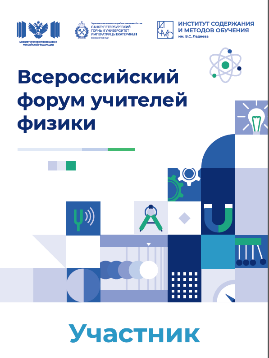 ИНСТИТУТ СОДЕРЖАНИЯ
И МЕТОДОВ ОБУЧЕНИЯ
Всероссийский
форум учителей
физики
Участник